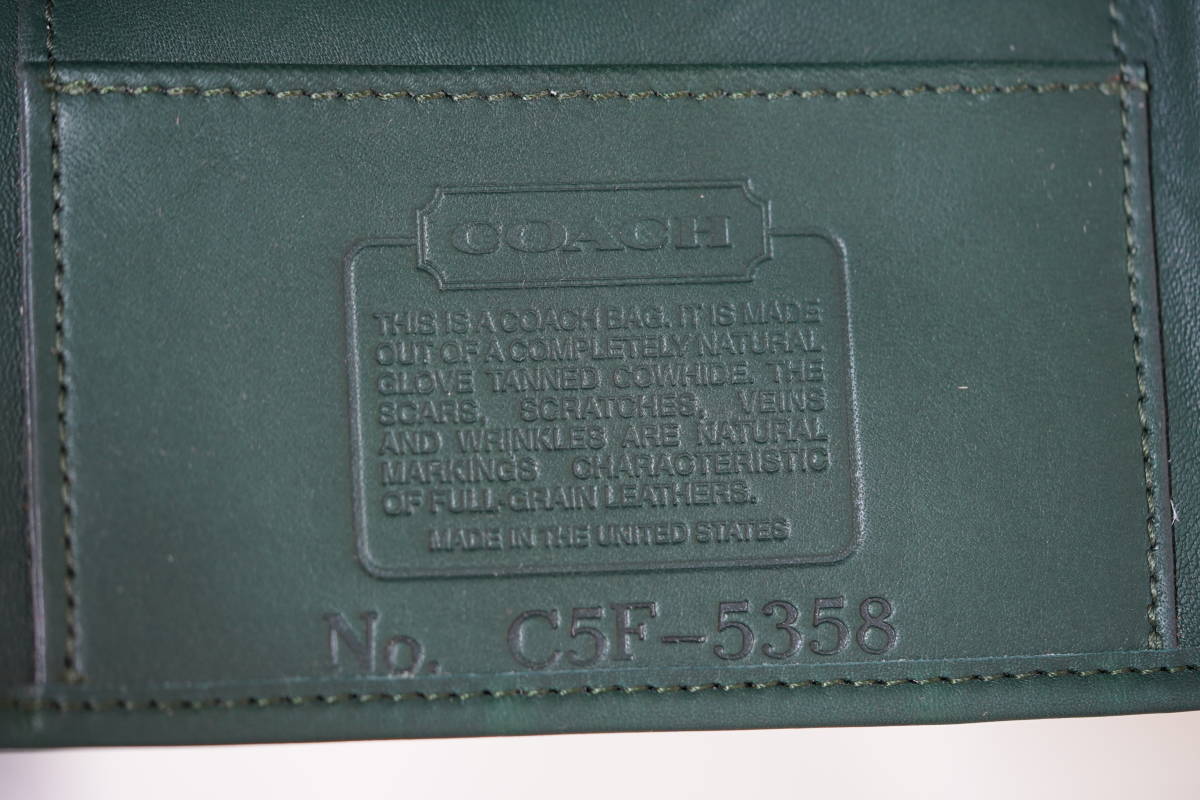 COACH
THIS IS A COACH BAG. IT IS MADE
OUT OF A COMPLETELY NATURAL
GLOVE TANNED COWHIDE. THE
SCARS, SCRATCHES, VEINS
AND WRINKLES ARE NATURAL
MARKINGS CHARACTERISTIC
OF FULL-GRAIN LEATHERS.
MADE IN THE UNITED STATES
No. C5F-5358